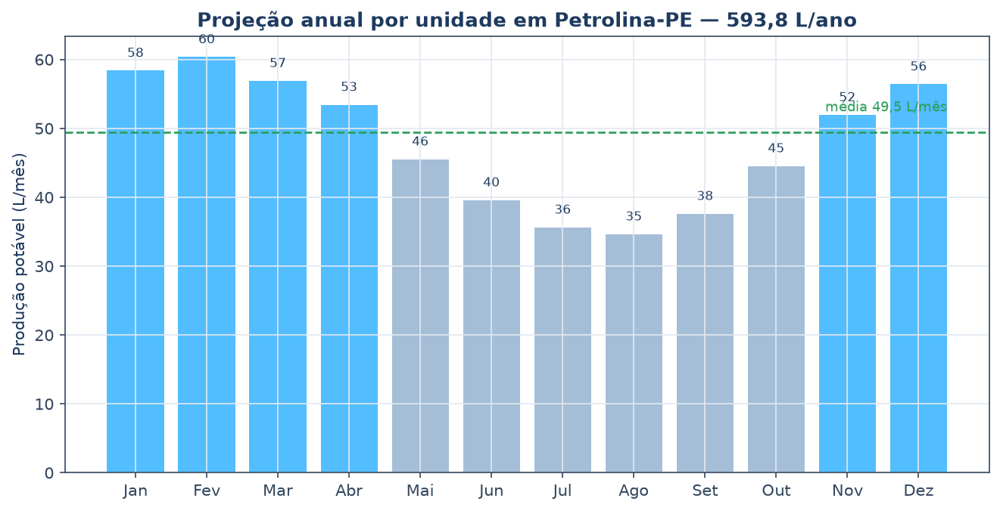 Projeção anual por unidade em Petrolina-PE — 593,8 L/ano
Produção potável (L/mês)
60
50
40
30
20
10
0
58
60
57
53
46
40
36
35
38
45
52
56
média 49,5 L/mês
Jan
Fev
Mar
Abr
Mai
Jun
Jul
Ago
Set
Out
Nov
Dez